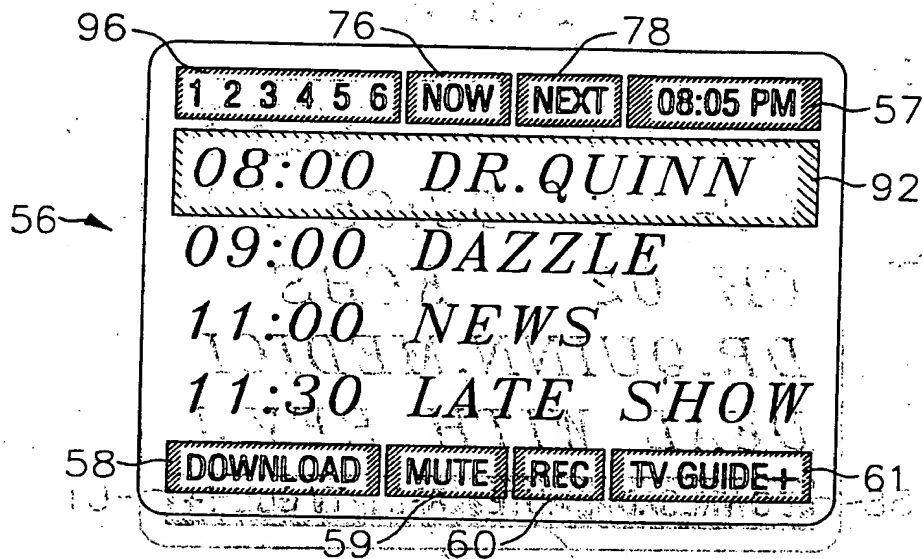 96 76 78
1 2 3 4 5 6 NOW NEXT 08:05 PM 57
08:00 DR.QUINN 92
56
09:00 DAZZLE
11:00 NEWS
11:30 LATE SHOW
58 DOWNLOAD MUTE REC TV GUIDE+ 61
59 60